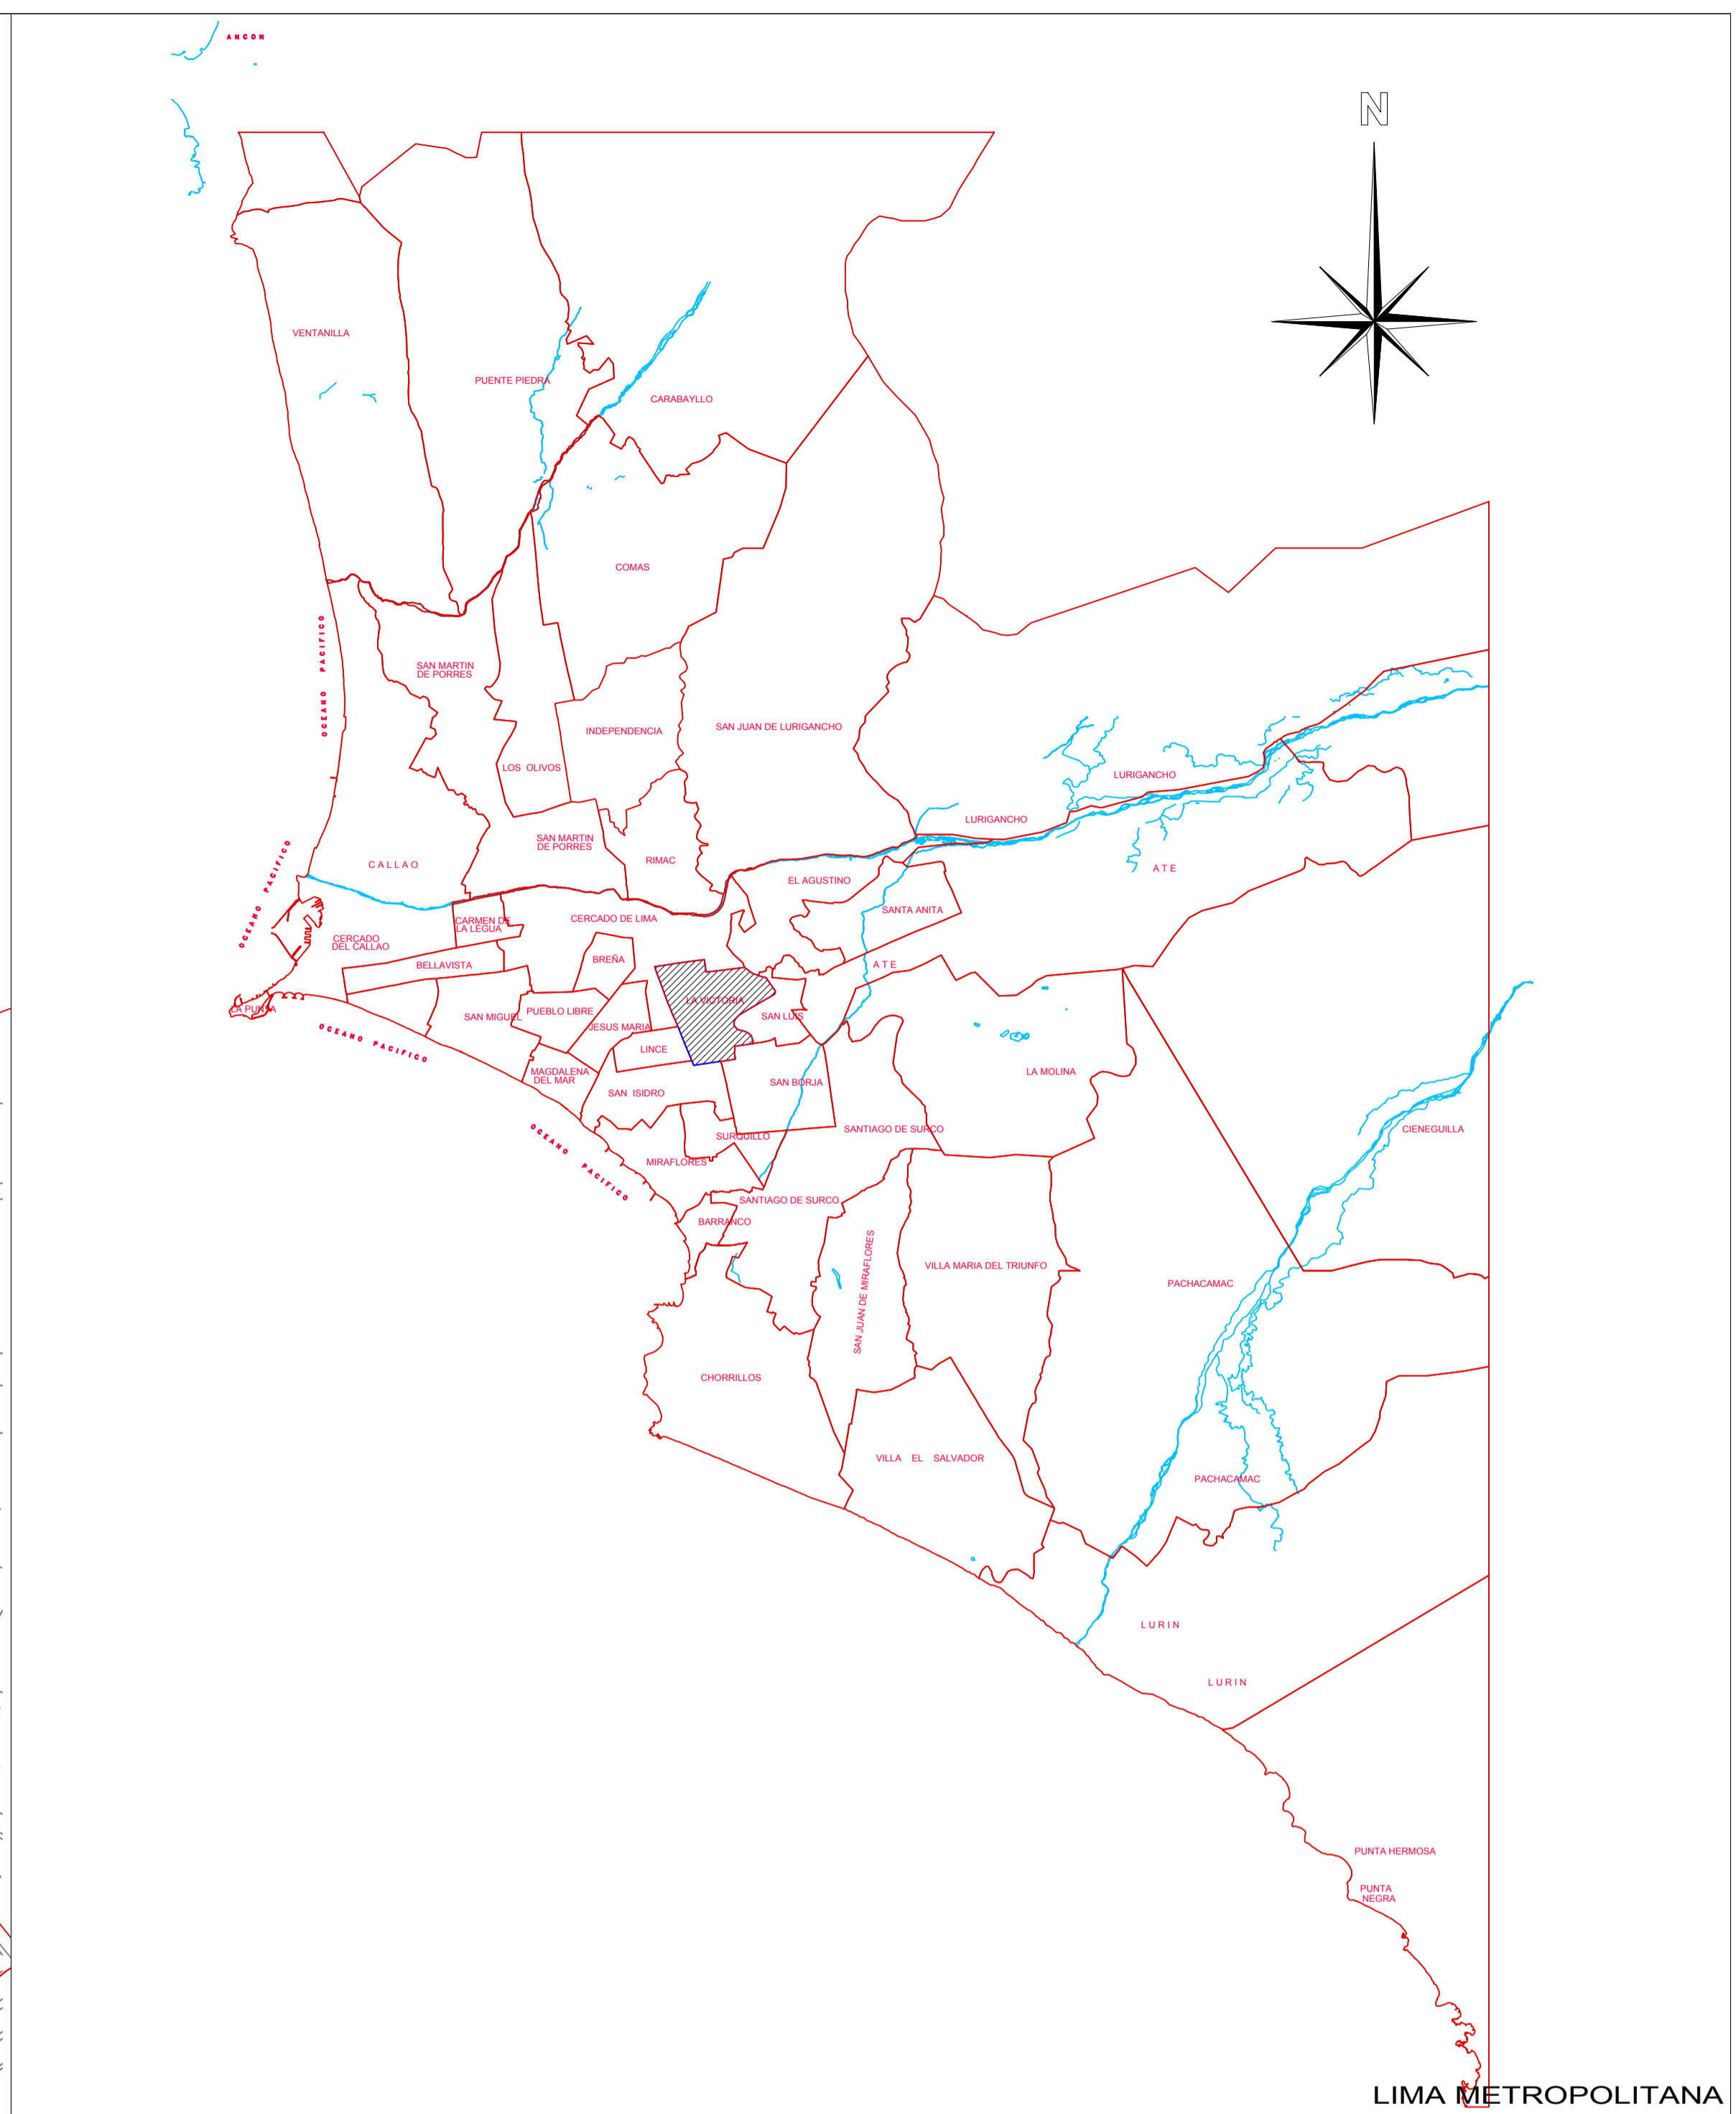 ANCON
N
VENTANILLA
PUENTE PIEDRA
CARABAYLLO
COMAS
OCEANO PACIFICO
SAN MARTIN
DE PORRES
INDEPENDENCIA
SAN JUAN DE LURIGANCHO
LOS OLIVOS
LURIGANCHO
LURIGANCHO
SAN MARTIN
DE PORRES
OCEANO PACIFICO
CALLAO
RIMAC
ATE
EL AGUSTINO
SANTA ANITA
CARMEN DE
LA LEGUA
CERCADO DE LIMA
CERCADO
DEL CALLAO
BREÑA
BELLAVISTA
ATE
LA VICTORIA
LA PUNTA
SAN MIGUEL
PUEBLO LIBRE
SAN LUIS
JESUS MARIA
OCEANO PACIFICO
LINCE
MAGDALENA
DEL MAR
LA MOLINA
SAN BORJA
SAN ISIDRO
OCEANO PACIFICO
SURQUILLO
SANTIAGO DE SURCO
CIENEGUILLA
MIRAFLORES
SANTIAGO DE SURCO
BARRANCO
SAN JUAN DE MIRAFLORES
VILLA MARIA DEL TRIUNFO
PACHACAMAC
CHORRILLOS
VILLA EL SALVADOR
PACHACAMAC
LURIN
LURIN
PUNTA HERMOSA
PUNTA
NEGRA
LIMA METROPOLITANA